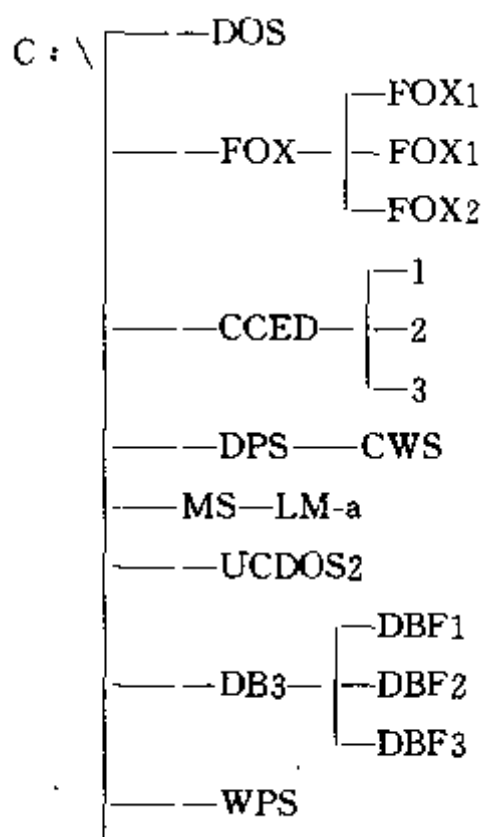 DOS
C:\
FOX1
FOX FOX1
FOX2
1
CCED 2
3
DPS CWS
MS LM-a
UCDOS2
DBF1
DB3 DBF2
DBF3
WPS